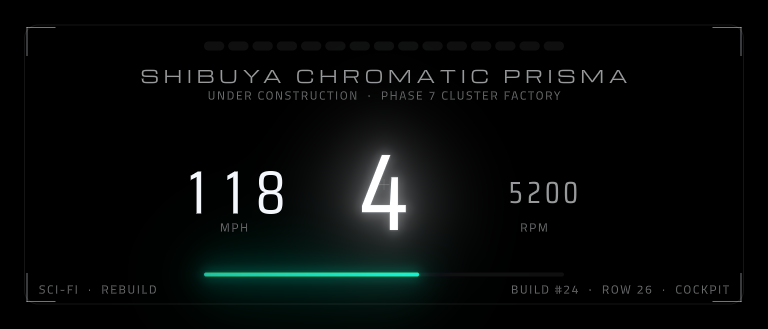 SHIBUYA CHROMATIC PRISMA
UNDER CONSTRUCTION · PHASE 7 CLUSTER FACTORY
118 4 5200
MPH RPM
SCI-FI · REBUILD BUILD #24 · ROW 26 · COCKPIT